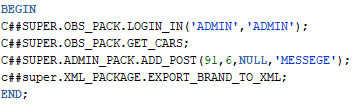 BEGIN
C##SUPER.OBS_PACK.LOGIN_IN('ADMIN','ADMIN');
C##SUPER.OBS_PACK.GET_CARS;
C##SUPER.ADMIN_PACK.ADD_POST(91,6,NULL,'MESSEGE');
c##super.XML_PACKAGE.EXPORT_BRAND_TO_XML;
END;